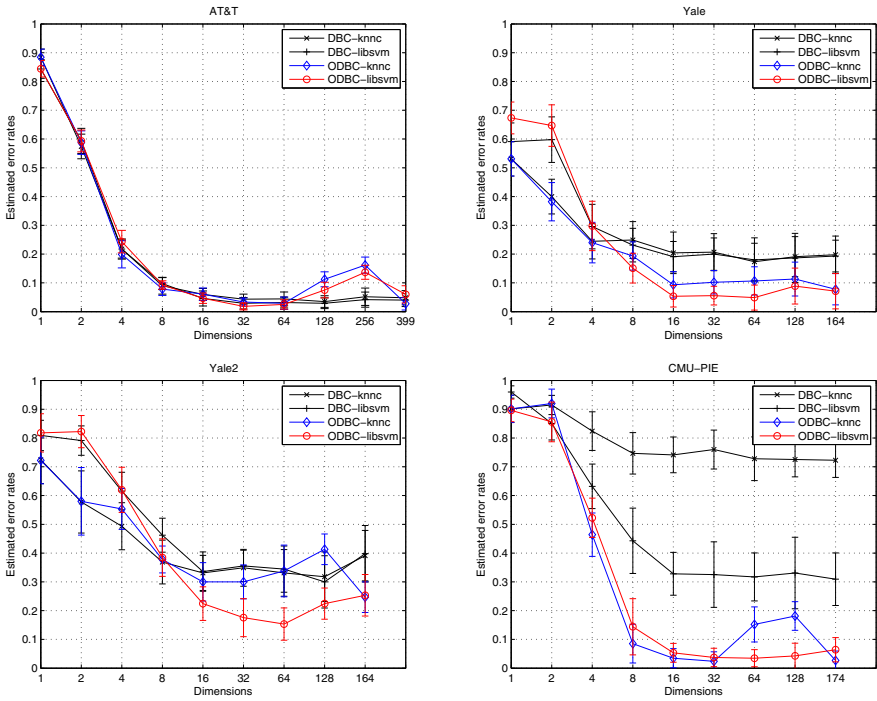 AT&T
Estimated error rates
1
0.9
0.8
0.7
0.6
0.5
0.4
0.3
0.2
0.1
0
DBC−knnc
DBC−libsvm
ODBC−knnc
ODBC−libsvm
1 2 4 8 16 32 64 128 256 399
Dimensions
Yale
Estimated error rates
1
0.9
0.8
0.7
0.6
0.5
0.4
0.3
0.2
0.1
0
DBC−knnc
DBC−libsvm
ODBC−knnc
ODBC−libsvm
1 2 4 8 16 32 64 128 164
Dimensions
Yale2
Estimated error rates
1
0.9
0.8
0.7
0.6
0.5
0.4
0.3
0.2
0.1
0
DBC−knnc
DBC−libsvm
ODBC−knnc
ODBC−libsvm
1 2 4 8 16 32 64 128 164
Dimensions
CMU−PIE
Estimated error rates
1
0.9
0.8
0.7
0.6
0.5
0.4
0.3
0.2
0.1
0
DBC−knnc
DBC−libsvm
ODBC−knnc
ODBC−libsvm
1 2 4 8 16 32 64 128 174
Dimensions